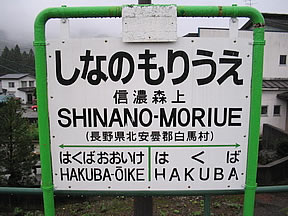 しなのもりうえ
信濃森上
SHINANO-MORIUE
(長野県北安曇郡白馬村)
はくばおおいけ
HAKUBA-ŌIKE
はくば
HAKUBA